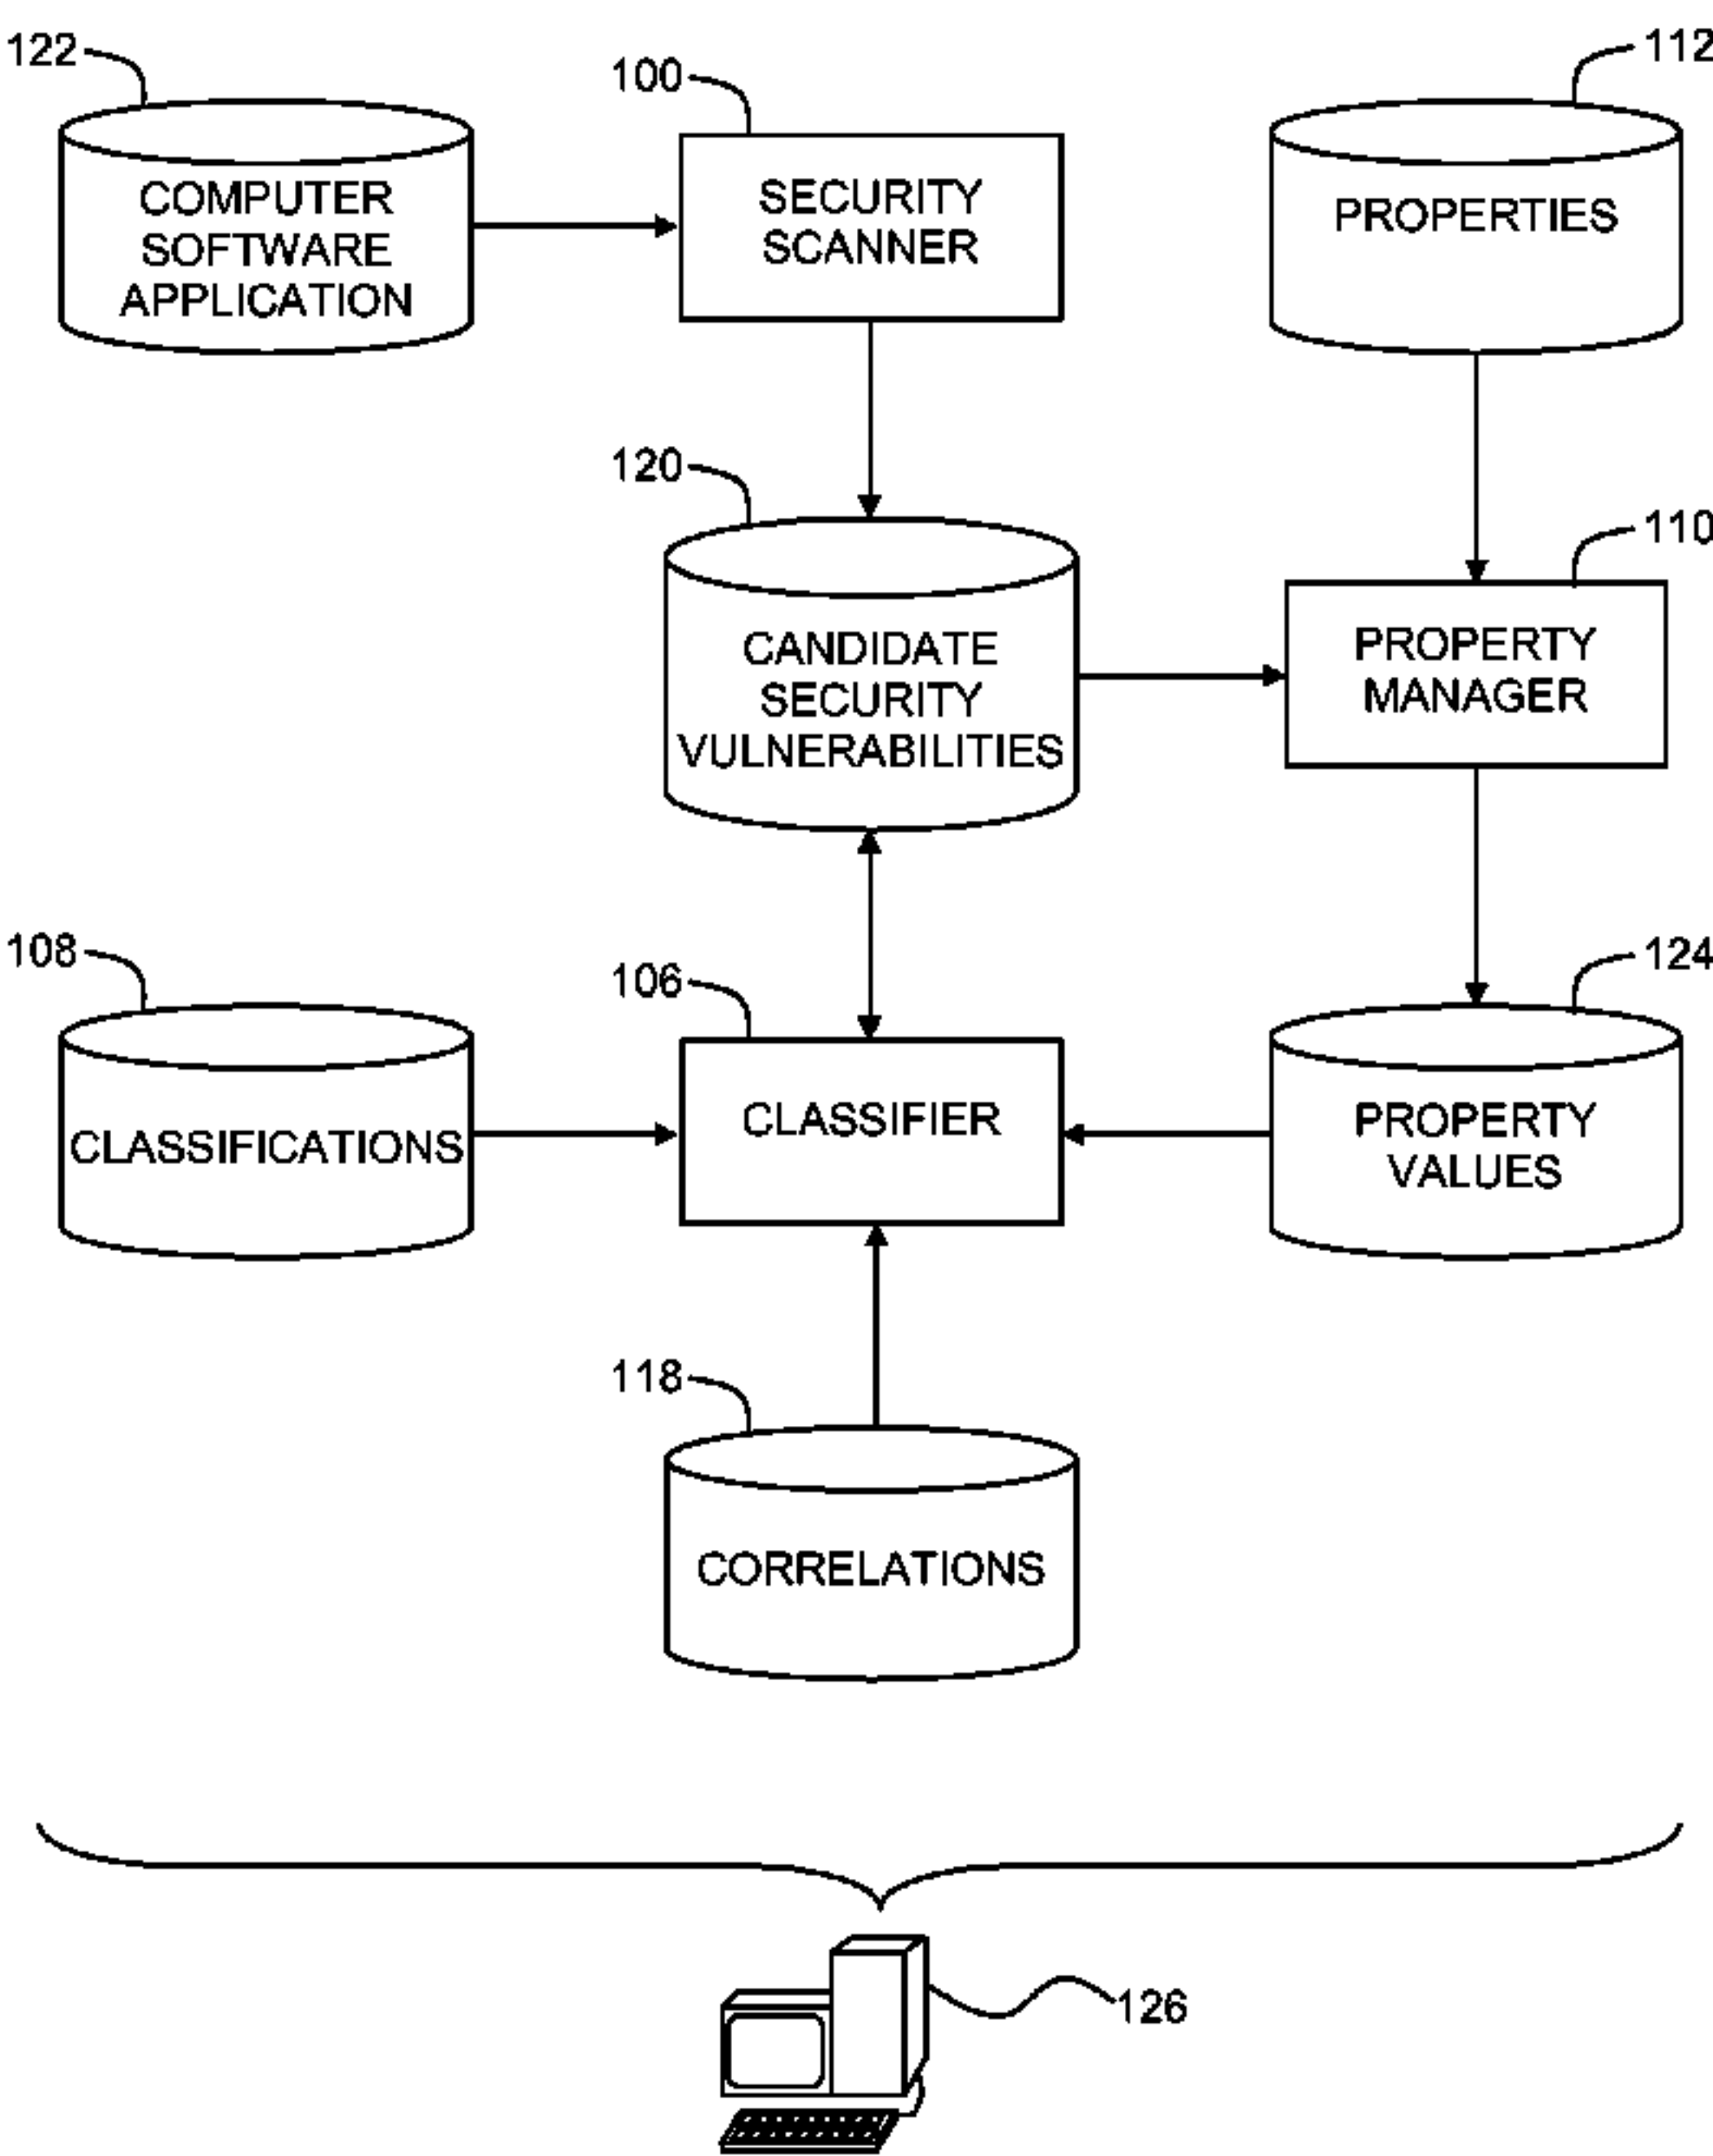 122
100
112
COMPUTER
SOFTWARE
APPLICATION
SECURITY
SCANNER
PROPERTIES
120
110
CANDIDATE
SECURITY
VULNERABILITIES
PROPERTY
MANAGER
108
106
124
CLASSIFICATIONS
CLASSIFIER
PROPERTY
VALUES
118
CORRELATIONS
126